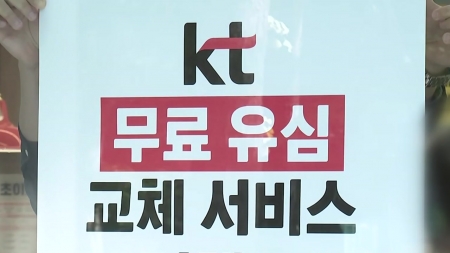 kt
무료 유심
교체 서비스